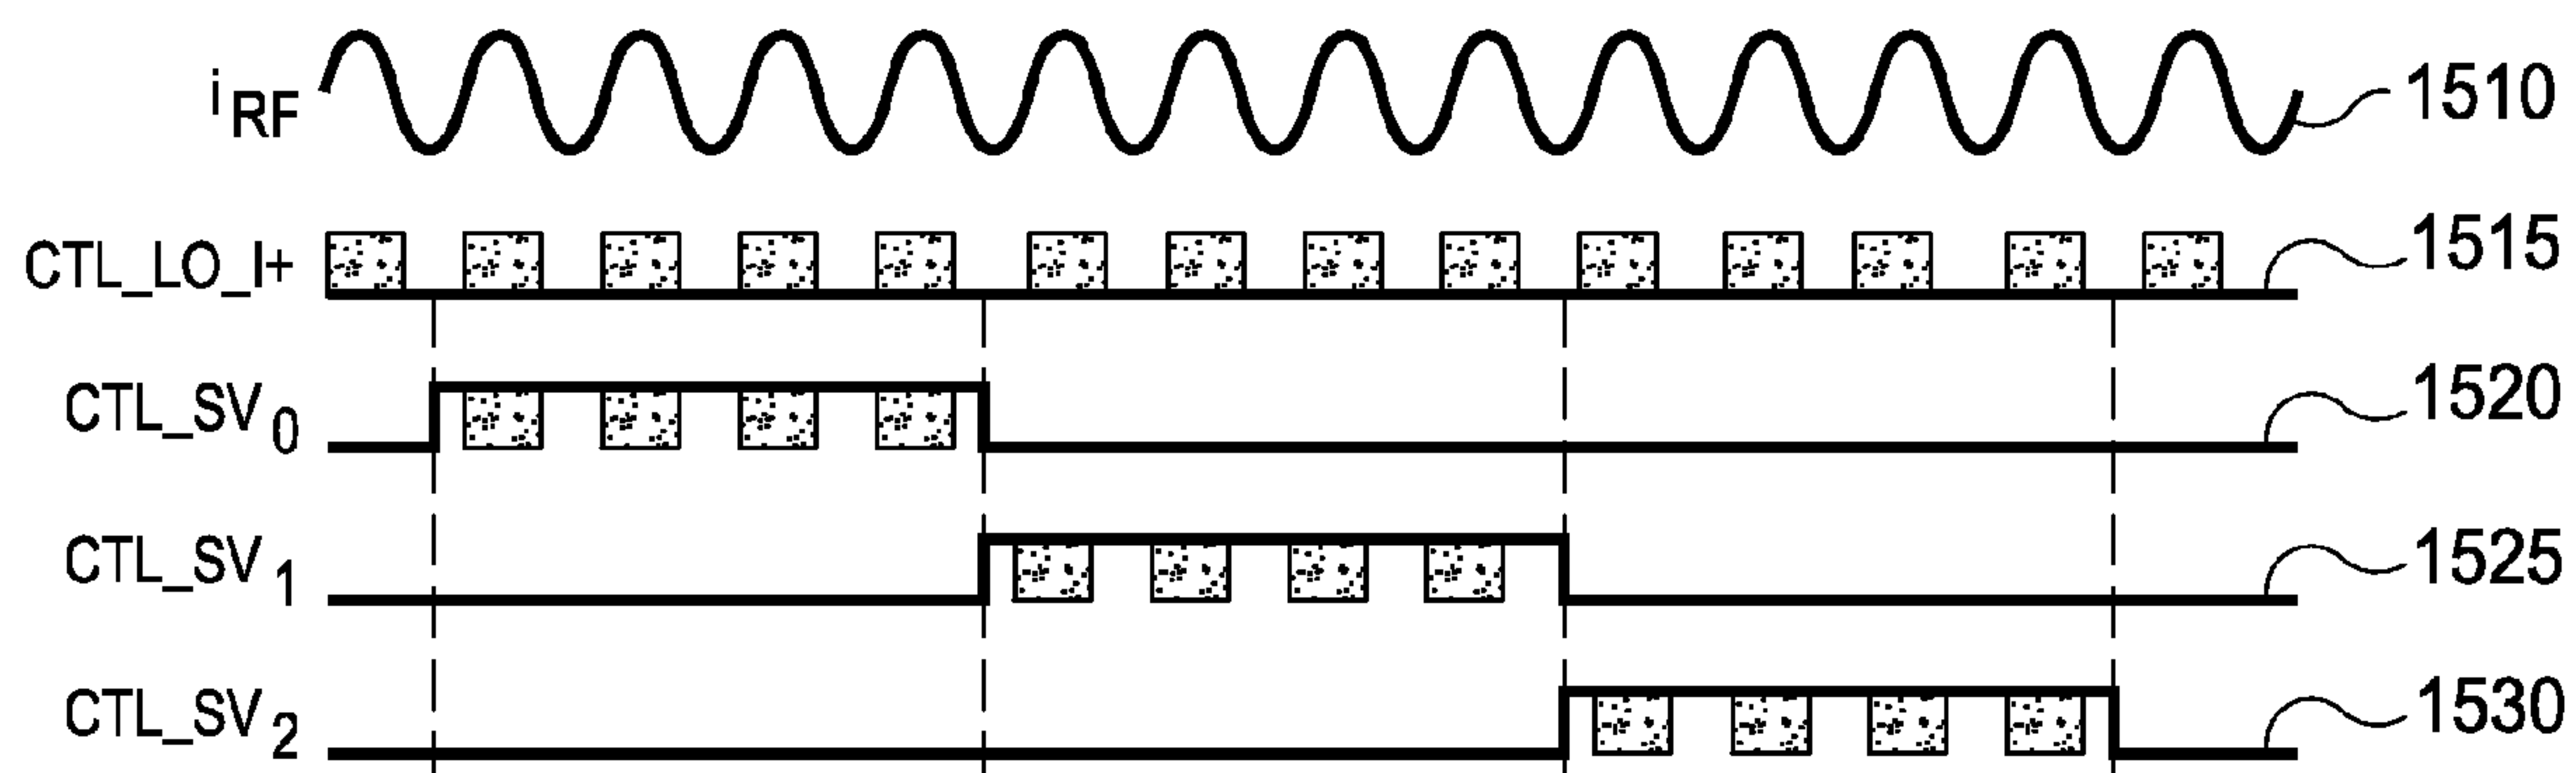 iRF 1510
CTL_LO_I+ 1515
CTL_SV0 1520
CTL_SV1 1525
CTL_SV2 1530